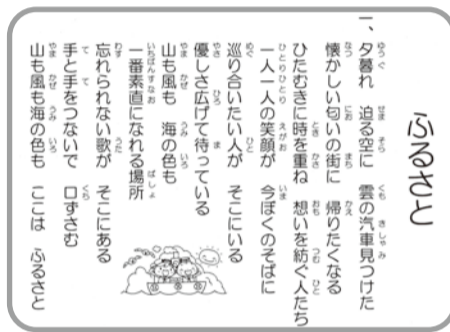 ふるさと
一、夕暮れ 迫る空に 雲の汽車見つけた
懐かしい匂いの街に 帰りたくなる
ひたむきに時を重ね 想いを紡ぐ人たち
一人一人の笑顔が 今ぼくのそばに
巡り合いたい人が そこにいる
優しさ広げて待っている
山も風も 海の色も
一番素直になれる場所
忘れられない歌が そこにある
手と手をつないで 口ずさむ
山も風も海の色も ここは ふるさと